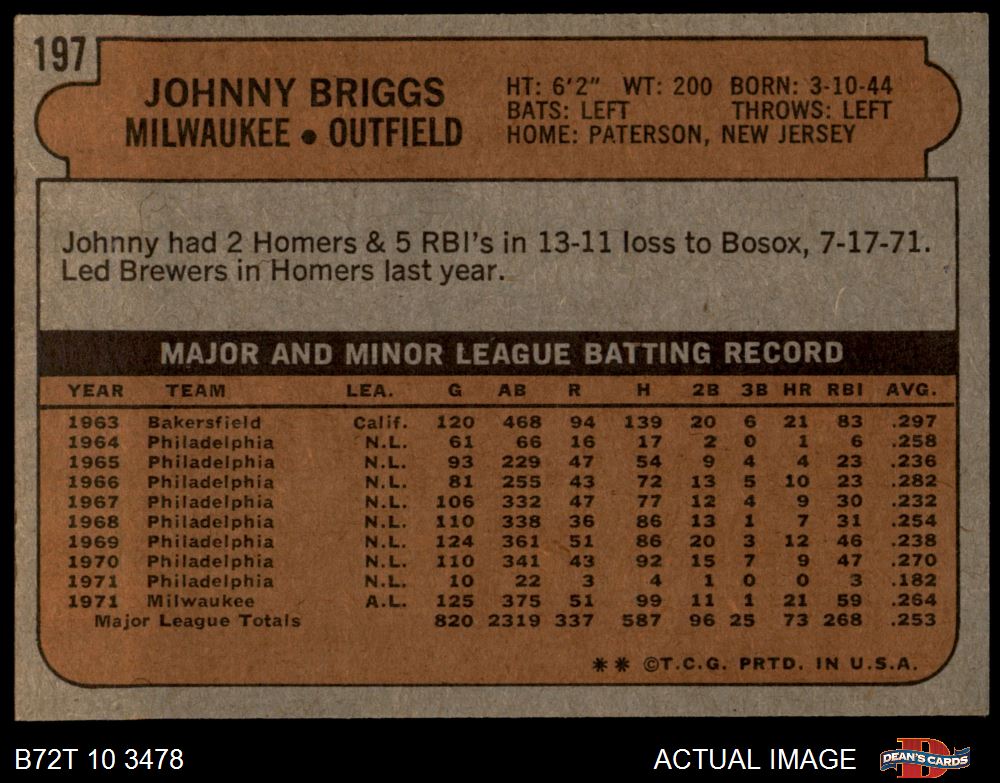 197
JOHNNY BRIGGS
MILWAUKEE • OUTFIELD
HT: 6'2" WT: 200 BORN: 3-10-44
BATS: LEFT THROWS: LEFT
HOME: PATERSON, NEW JERSEY
Johnny had 2 Homers & 5 RBI's in 13-11 loss to Bosox, 7-17-71.
Led Brewers in Homers last year.
MAJOR AND MINOR LEAGUE BATTING RECORD
YEAR TEAM LEA. G AB R H 2B 3B HR RBI AVG.
1963 Bakersfield Calif. 120 468 94 139 20 6 21 83 .297
1964 Philadelphia N.L. 61 66 16 17 2 0 1 6 .258
1965 Philadelphia N.L. 93 229 47 54 9 4 4 23 .236
1966 Philadelphia N.L. 81 255 43 72 13 5 10 23 .282
1967 Philadelphia N.L. 106 332 47 77 12 4 9 30 .232
1968 Philadelphia N.L. 110 338 36 86 13 1 7 31 .254
1969 Philadelphia N.L. 124 361 51 86 20 3 12 46 .238
1970 Philadelphia N.L. 110 341 43 92 15 7 9 47 .270
1971 Philadelphia N.L. 10 22 3 4 1 0 0 3 .182
1971 Milwaukee A.L. 125 375 51 99 11 1 21 59 .264
Major League Totals 820 2319 337 587 96 25 73 268 .253
** ©T.C.G. PRTD. IN U.S.A.
B72T 10 3478
ACTUAL IMAGE
DEAN'S CARDS